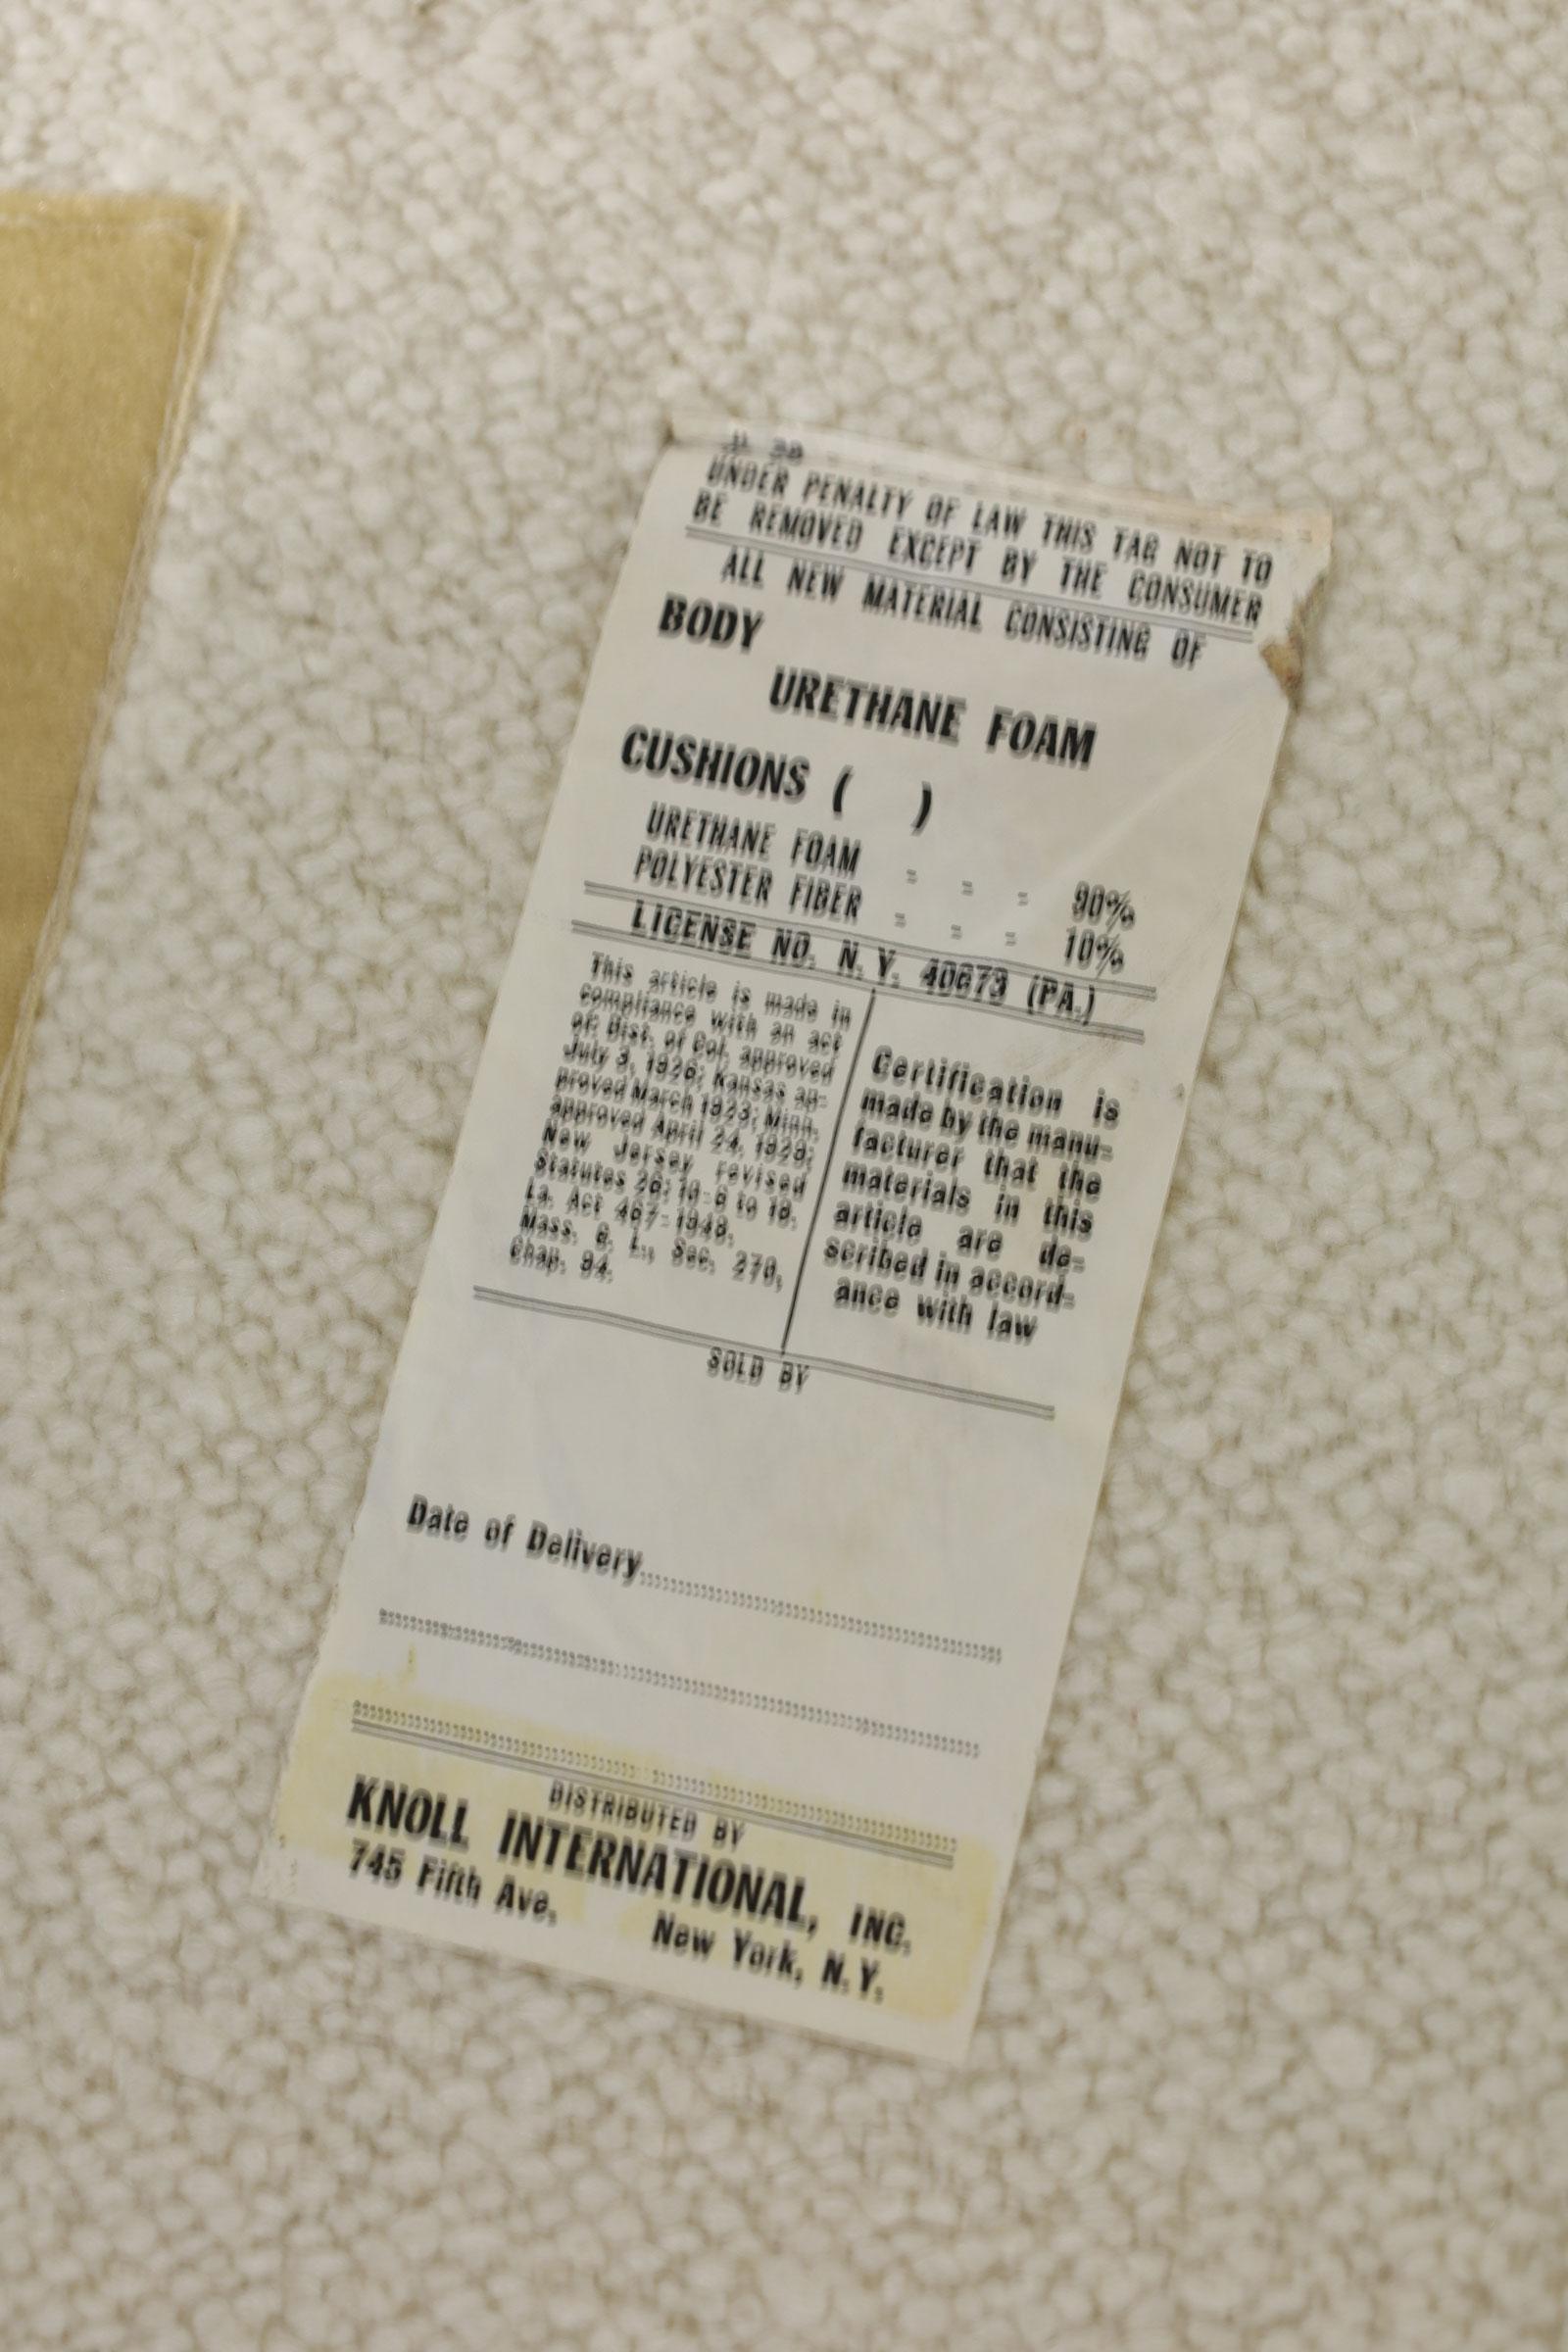 UNDER PENALTY OF LAW THIS TAG NOT TO
BE REMOVED EXCEPT BY THE CONSUMER
ALL NEW MATERIAL CONSISTING OF
BODY
URETHANE FOAM
CUSHIONS ( )
URETHANE FOAM - - - 90%
POLYESTER FIBER - - - 10%
LICENSE NO. N.Y. 40673 (PA.)
This article is made in
compliance with an act
of Dist. of Col. approved
July 3, 1926; Kansas ap-
proved March 1923; Minn.
approved April 24, 1929;
New Jersey revised
Statutes 26:10-6 to 18.
La. Act 467-1948.
Mass. G. L., Sec. 270,
Chap. 94.
Certification is
made by the manu-
facturer that the
materials in this
article are de-
scribed in accord-
ance with law
SOLD BY
Date of Delivery
DISTRIBUTED BY
KNOLL INTERNATIONAL, INC.
745 Fifth Ave. New York, N.Y.